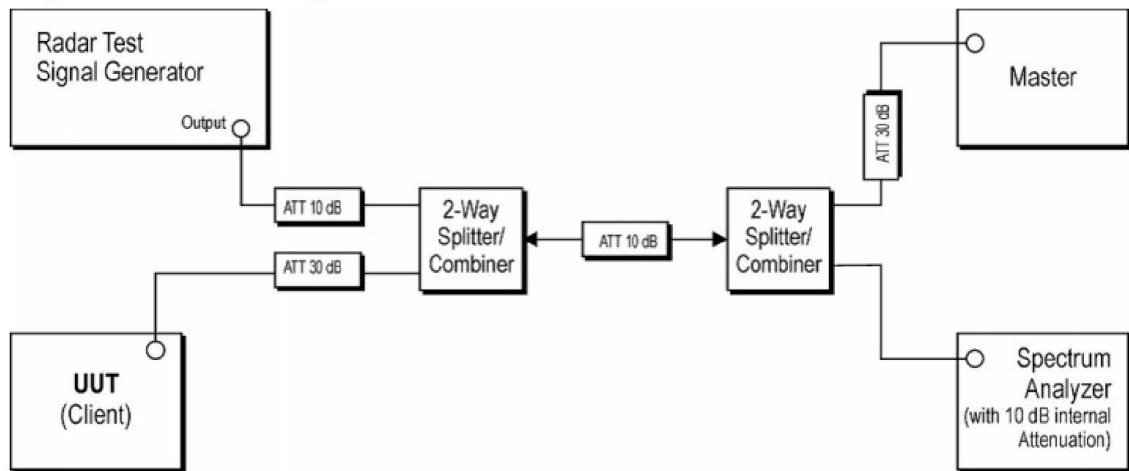 Radar Test
Signal Generator
Output
ATT 10 dB
ATT 30 dB
2-Way
Splitter/
Combiner
ATT 10 dB
2-Way
Splitter/
Combiner
ATT 30 dB
Master
UUT
(Client)
Spectrum
Analyzer
(with 10 dB internal
Attenuation)